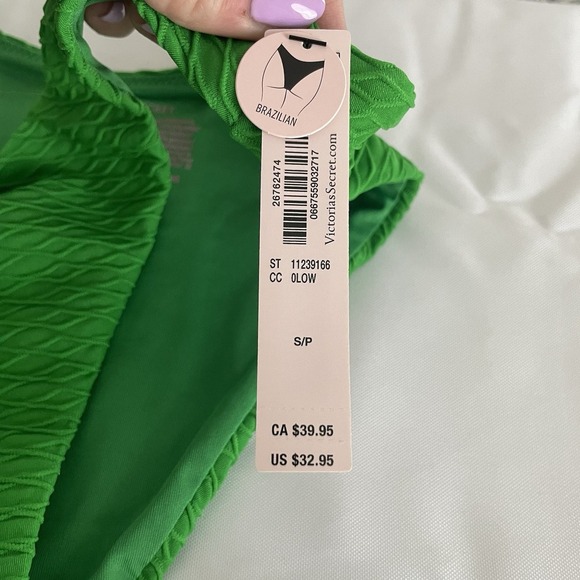 BRAZILIAN
26762474
0667559032717
VictoriasSecret.com
ST 11239166
CC 0LOW
S/P
CA $39.95
US $32.95